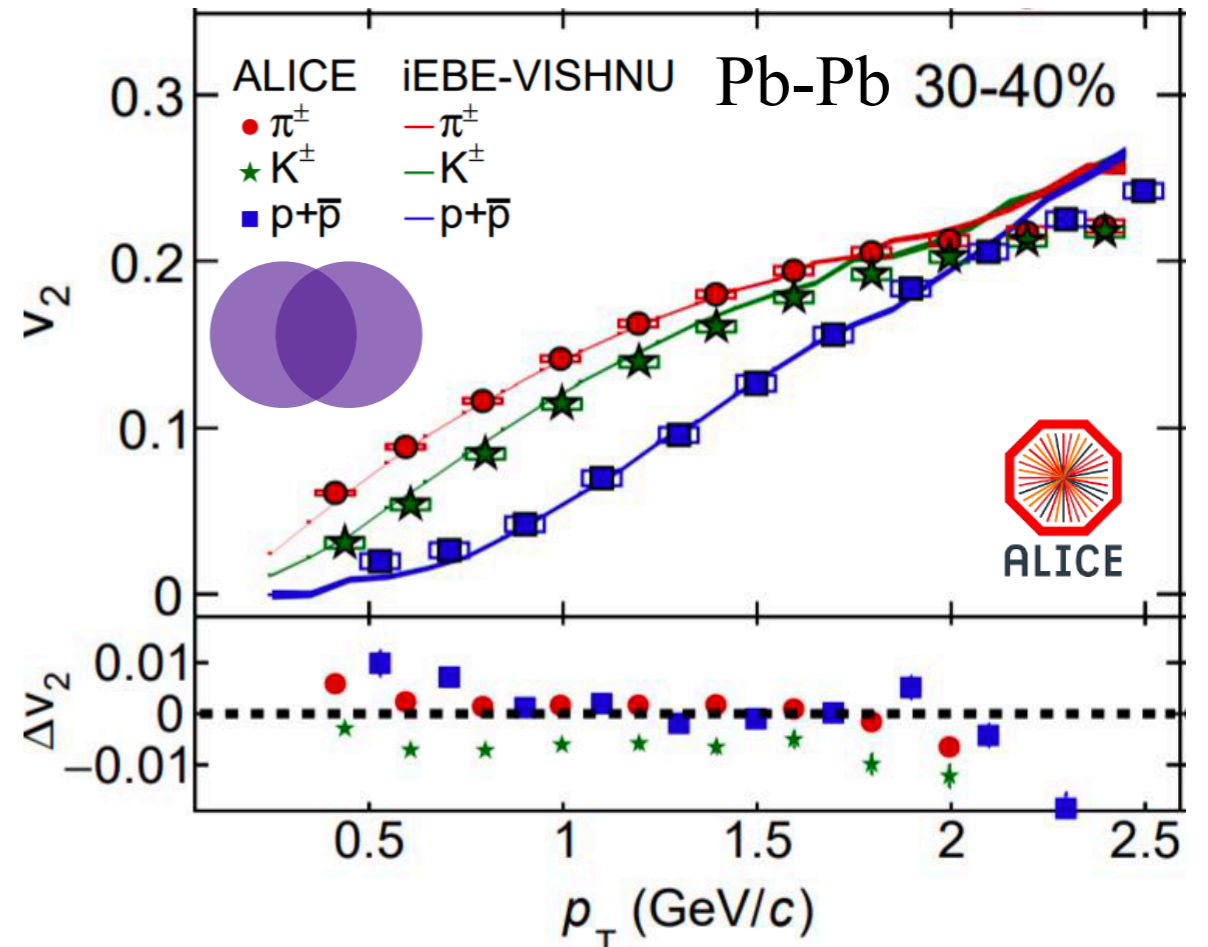 ALICE iEBE-VISHNU Pb-Pb 30-40%
π± —π±
K± —K±
p+p̅ —p+p̅
0.3
0.2
0.1
0
v₂
ALICE
0.01
0
−0.01
Δv₂
0.5 1 1.5 2 2.5
p_T (GeV/c)